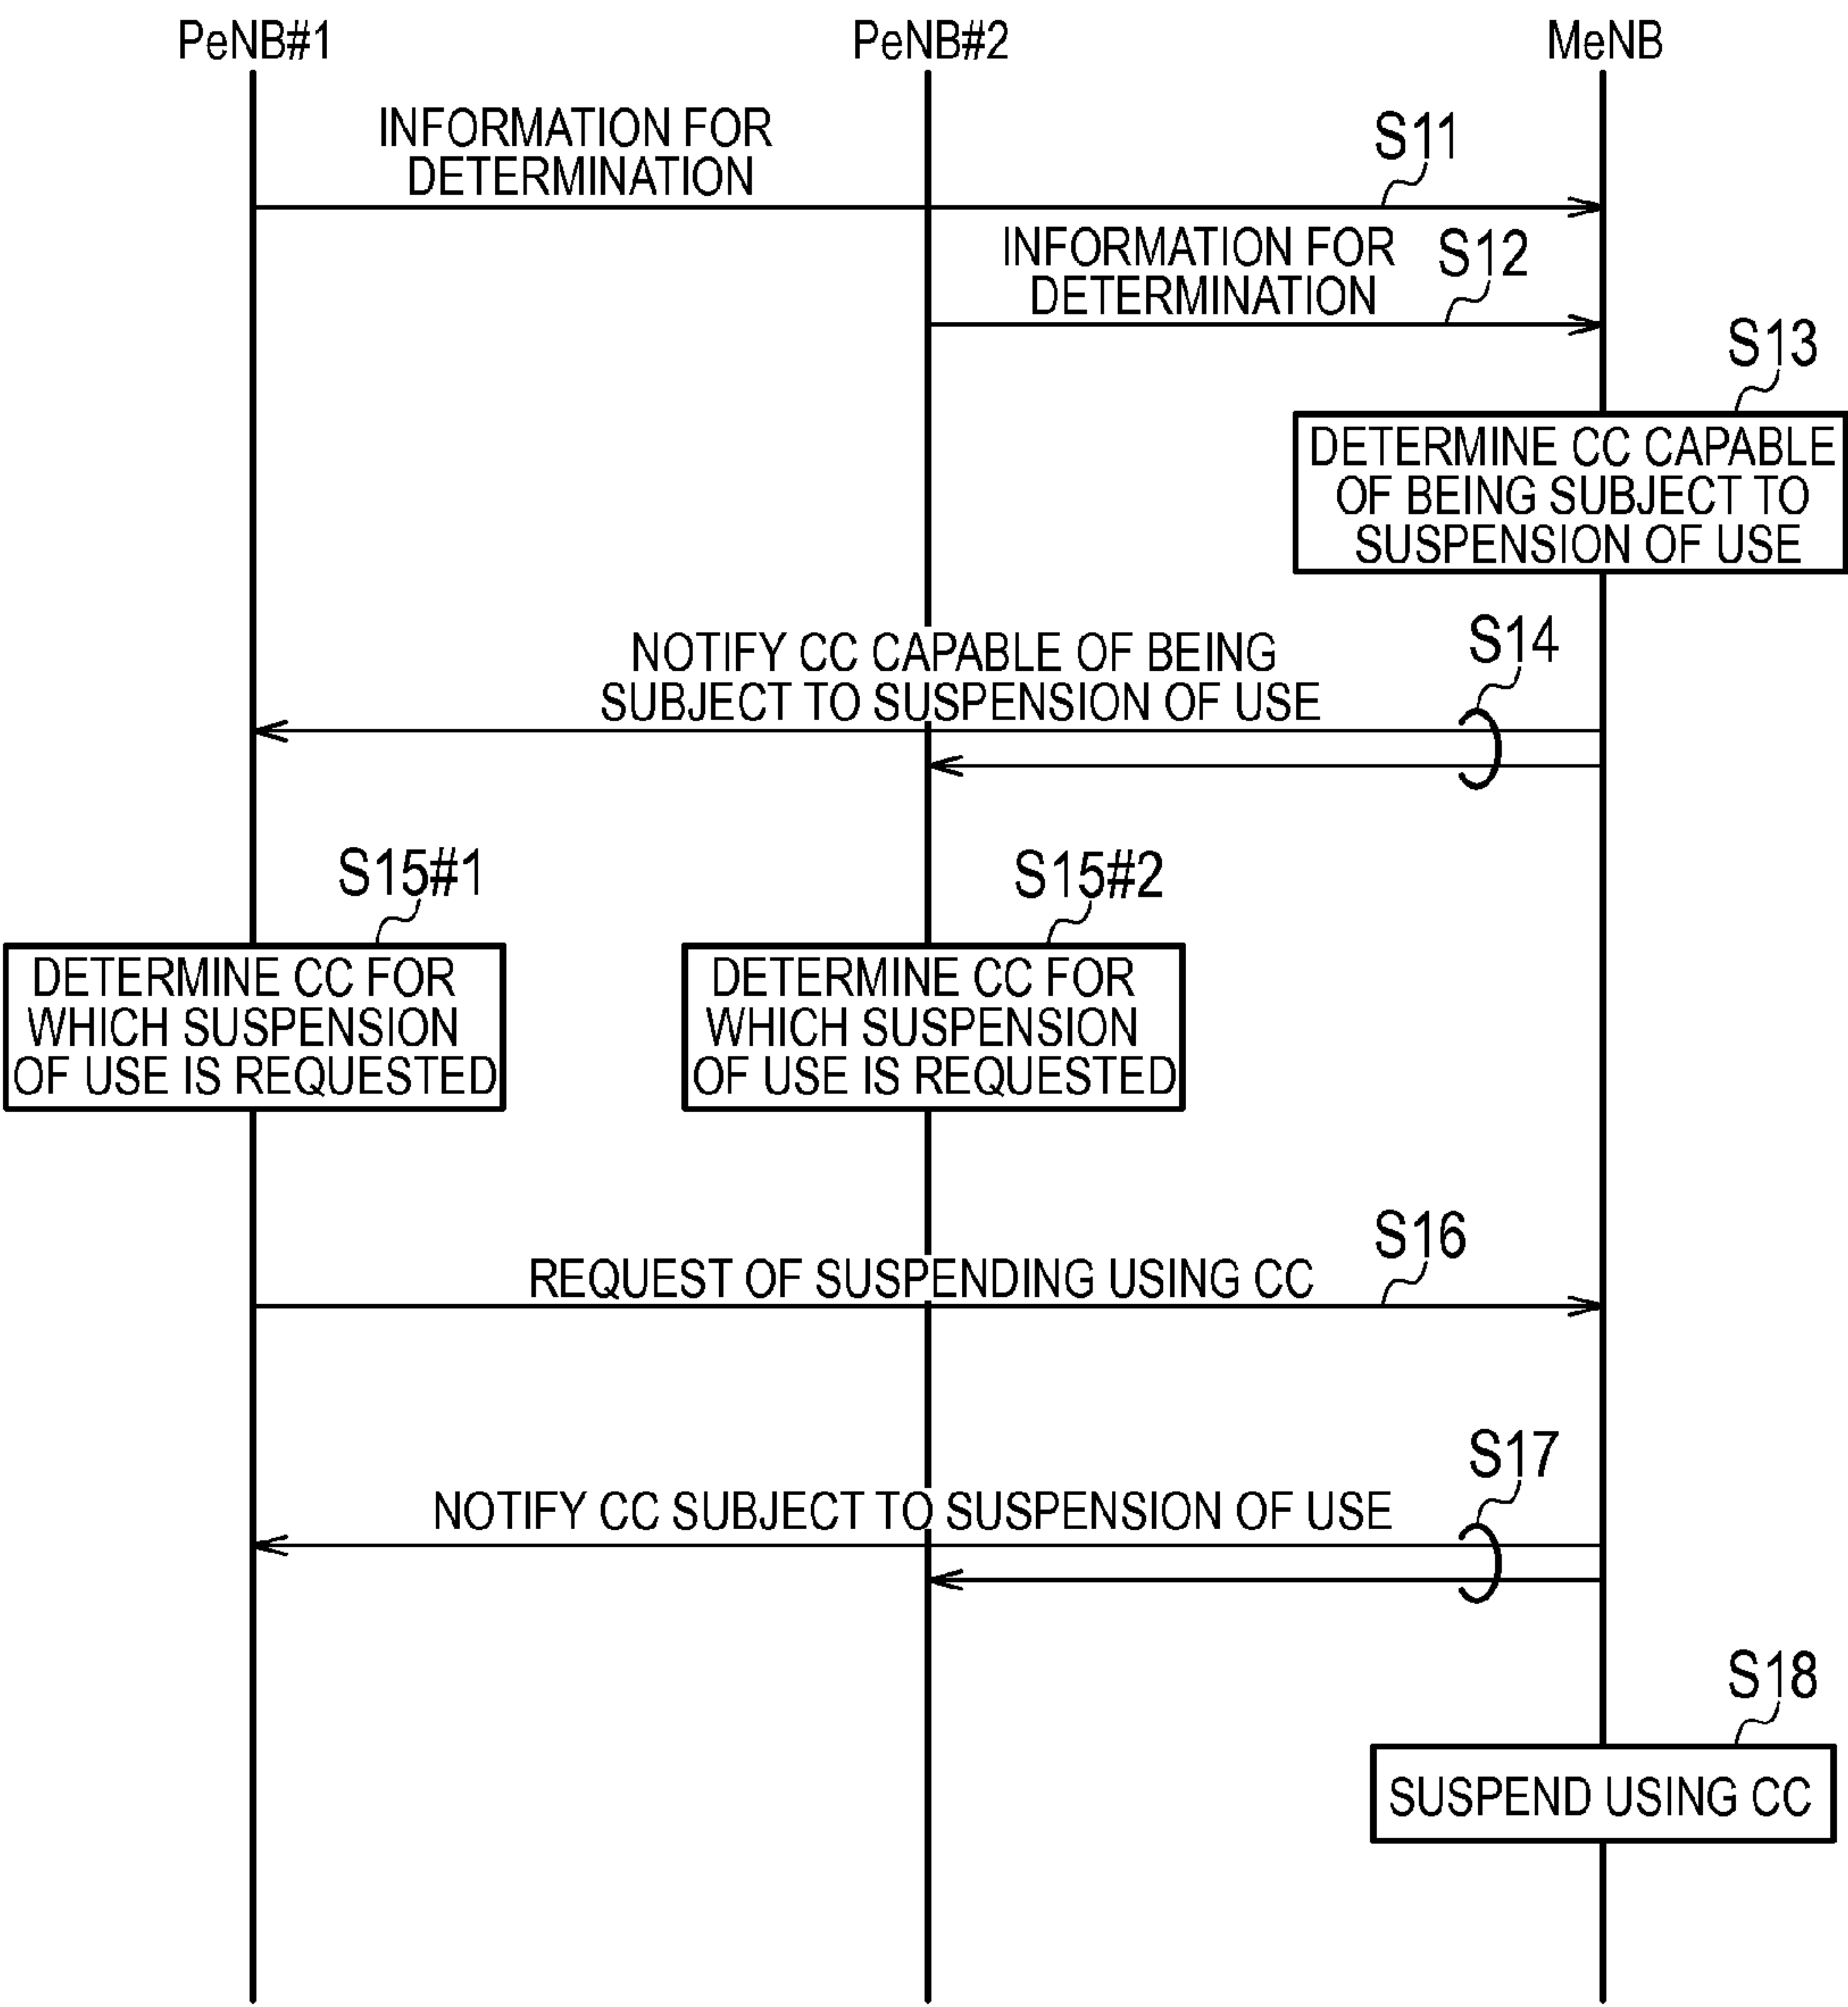 PeNB#1
PeNB#2
MeNB
INFORMATION FOR
DETERMINATION
S11
INFORMATION FOR
DETERMINATION
S12
S13
DETERMINE CC CAPABLE
OF BEING SUBJECT TO
SUSPENSION OF USE
NOTIFY CC CAPABLE OF BEING
SUBJECT TO SUSPENSION OF USE
S14
S15#1
S15#2
DETERMINE CC FOR
WHICH SUSPENSION
OF USE IS REQUESTED
DETERMINE CC FOR
WHICH SUSPENSION
OF USE IS REQUESTED
REQUEST OF SUSPENDING USING CC
S16
NOTIFY CC SUBJECT TO SUSPENSION OF USE
S17
S18
SUSPEND USING CC